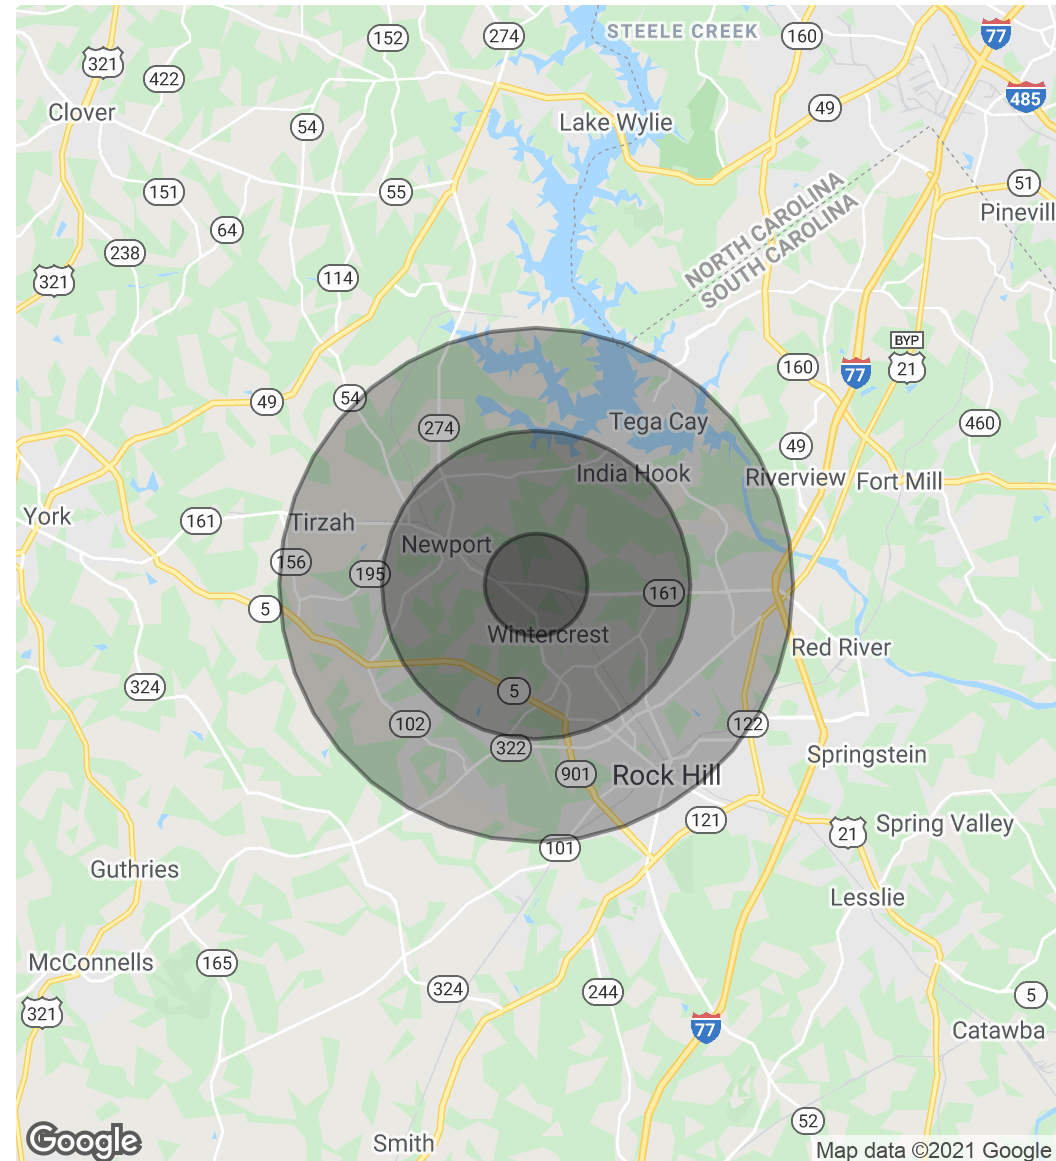 STEELE CREEK
152
274
160
77
321
422
485
49
Clover
Lake Wylie
54
151
55
51
Pinevill
64
238
NORTH CAROLINA
SOUTH CAROLINA
321
114
BYP
21
160
77
49
54
274
Tega Cay
460
49
India Hook
Riverview
Fort Mill
York
161
Tirzah
Newport
156
195
161
5
Wintercrest
Red River
324
5
102
322
122
Springstein
901
Rock Hill
121
21
Spring Valley
101
Guthries
Lesslie
McConnells
165
324
244
5
321
77
Catawba
52
Google
Smith
Map data ©2021 Google